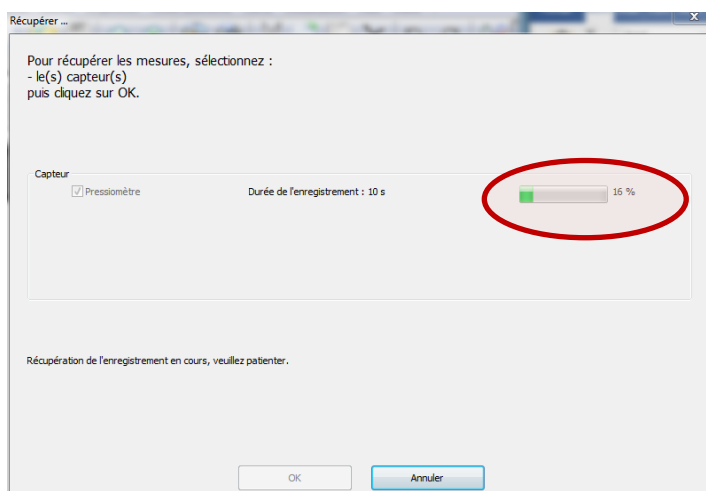 Récupérer ...
x
Pour récupérer les mesures, sélectionnez :
- le(s) capteur(s)
puis cliquez sur OK.
Capteur
Pressiomètre Durée de l'enregistrement : 10 s 16 %
Récupération de l'enregistrement en cours, veuillez patienter.
OK Annuler